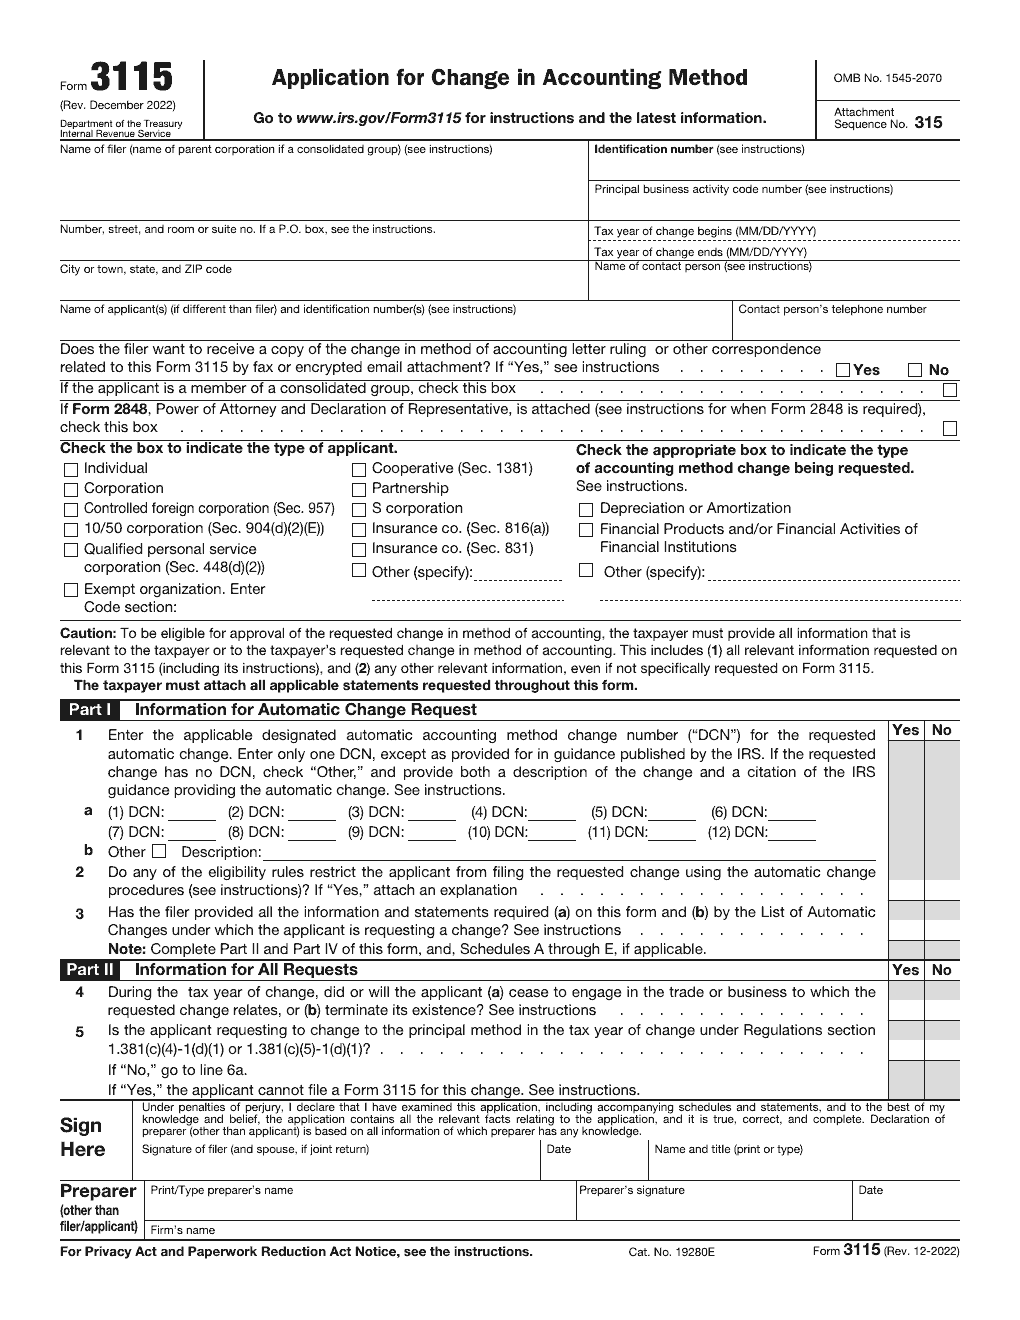 Form 3115
(Rev. December 2022)
Department of the Treasury
Internal Revenue Service
Application for Change in Accounting Method
Go to www.irs.gov/Form3115 for instructions and the latest information.
OMB No. 1545-2070
Attachment
Sequence No. 315
Name of filer (name of parent corporation if a consolidated group) (see instructions)
Identification number (see instructions)
Principal business activity code number (see instructions)
Number, street, and room or suite no. If a P.O. box, see the instructions.
Tax year of change begins (MM/DD/YYYY)
Tax year of change ends (MM/DD/YYYY)
City or town, state, and ZIP code
Name of contact person (see instructions)
Name of applicant(s) (if different than filer) and identification number(s) (see instructions)
Contact person's telephone number
Does the filer want to receive a copy of the change in method of accounting letter ruling or other correspondence
related to this Form 3115 by fax or encrypted email attachment? If "Yes," see instructions . . . . . . . . Yes No
If the applicant is a member of a consolidated group, check this box . . . . . . . . . . . . . . . . . . . .
If Form 2848, Power of Attorney and Declaration of Representative, is attached (see instructions for when Form 2848 is required),
check this box . . . . . . . . . . . . . . . . . . . . . . . . . . . . . . . . . . . . . .
Check the box to indicate the type of applicant.
Individual
Corporation
Controlled foreign corporation (Sec. 957)
10/50 corporation (Sec. 904(d)(2)(E))
Qualified personal service
corporation (Sec. 448(d)(2))
Exempt organization. Enter
Code section:
Cooperative (Sec. 1381)
Partnership
S corporation
Insurance co. (Sec. 816(a))
Insurance co. (Sec. 831)
Other (specify):
Check the appropriate box to indicate the type
of accounting method change being requested.
See instructions.
Depreciation or Amortization
Financial Products and/or Financial Activities of
Financial Institutions
Other (specify):
Caution: To be eligible for approval of the requested change in method of accounting, the taxpayer must provide all information that is
relevant to the taxpayer or to the taxpayer's requested change in method of accounting. This includes (1) all relevant information requested on
this Form 3115 (including its instructions), and (2) any other relevant information, even if not specifically requested on Form 3115.
The taxpayer must attach all applicable statements requested throughout this form.
Part I Information for Automatic Change Request
Yes No
1 Enter the applicable designated automatic accounting method change number ("DCN") for the requested
automatic change. Enter only one DCN, except as provided for in guidance published by the IRS. If the requested
change has no DCN, check "Other," and provide both a description of the change and a citation of the IRS
guidance providing the automatic change. See instructions.
a (1) DCN: (2) DCN: (3) DCN: (4) DCN: (5) DCN: (6) DCN:
(7) DCN: (8) DCN: (9) DCN: (10) DCN: (11) DCN: (12) DCN:
b Other Description:
2 Do any of the eligibility rules restrict the applicant from filing the requested change using the automatic change
procedures (see instructions)? If "Yes," attach an explanation . . . . . . . . . . . . . . . . .
3 Has the filer provided all the information and statements required (a) on this form and (b) by the List of Automatic
Changes under which the applicant is requesting a change? See instructions . . . . . . . . . . . .
Note: Complete Part II and Part IV of this form, and, Schedules A through E, if applicable.
Part II Information for All Requests
Yes No
4 During the tax year of change, did or will the applicant (a) cease to engage in the trade or business to which the
requested change relates, or (b) terminate its existence? See instructions . . . . . . . . . . . . .
5 Is the applicant requesting to change to the principal method in the tax year of change under Regulations section
1.381(c)(4)-1(d)(1) or 1.381(c)(5)-1(d)(1)? . . . . . . . . . . . . . . . . . . . . . . . . .
If "No," go to line 6a.
If "Yes," the applicant cannot file a Form 3115 for this change. See instructions.
Sign
Here
Under penalties of perjury, I declare that I have examined this application, including accompanying schedules and statements, and to the best of my
knowledge and belief, the application contains all the relevant facts relating to the application, and it is true, correct, and complete. Declaration of
preparer (other than applicant) is based on all information of which preparer has any knowledge.
Signature of filer (and spouse, if joint return)
Date
Name and title (print or type)
Preparer
(other than
filer/applicant)
Print/Type preparer's name
Preparer's signature
Date
Firm's name
For Privacy Act and Paperwork Reduction Act Notice, see the instructions.
Cat. No. 19280E
Form 3115 (Rev. 12-2022)